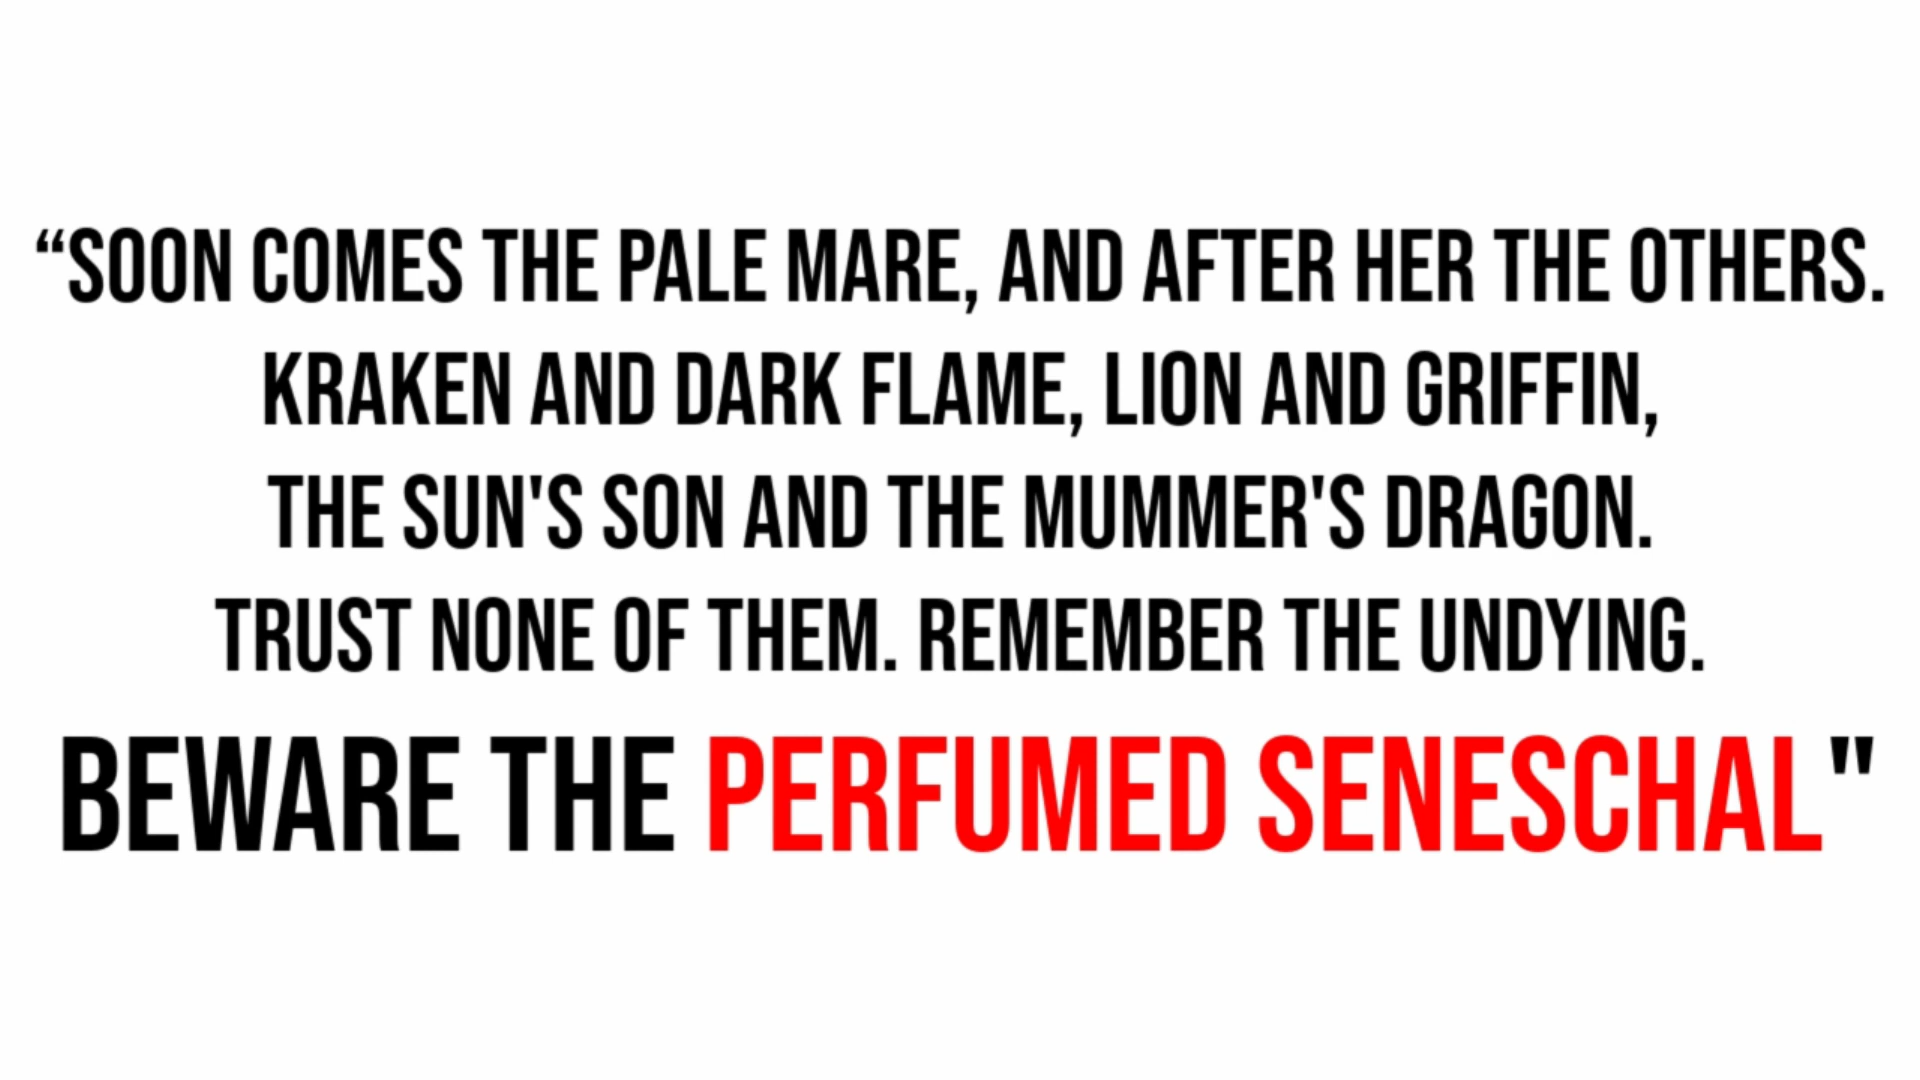 “SOON COMES THE PALE MARE, AND AFTER HER THE OTHERS.
KRAKEN AND DARK FLAME, LION AND GRIFFIN,
THE SUN'S SON AND THE MUMMER'S DRAGON.
TRUST NONE OF THEM. REMEMBER THE UNDYING.
BEWARE THE PERFUMED SENESCHAL"